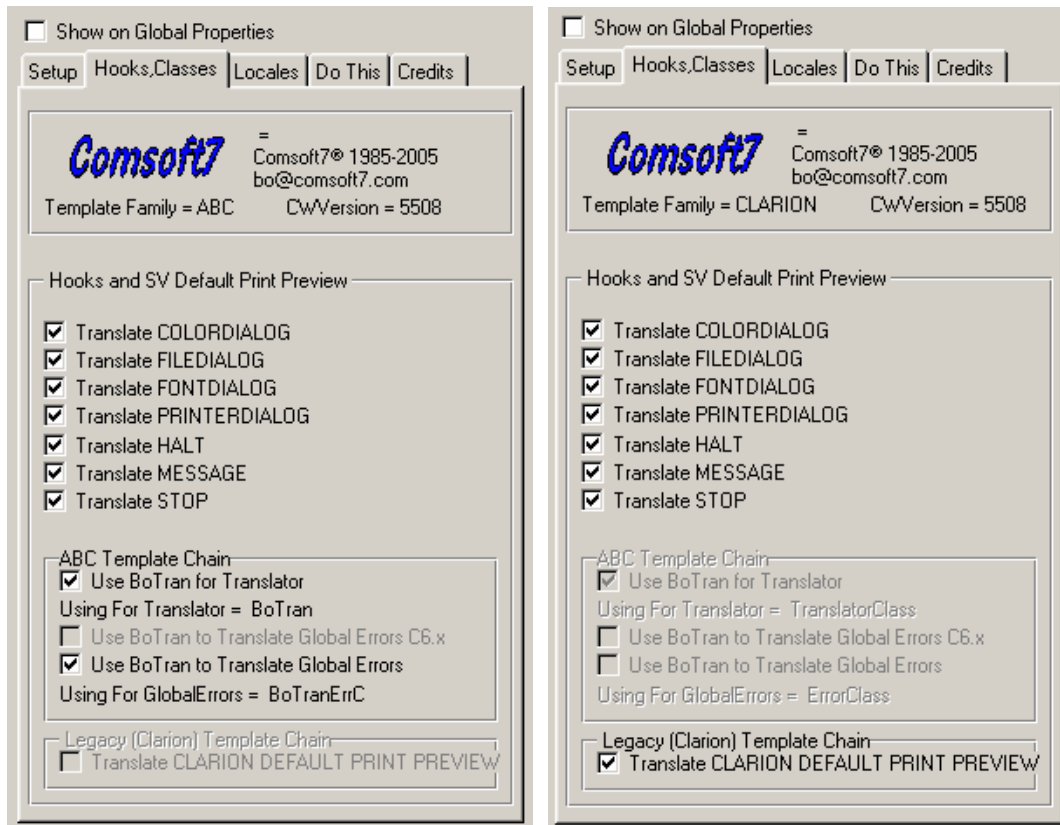 Show on Global Properties
Setup Hooks,Classes Locales Do This Credits
Comsoft7
=
Comsoft7® 1985-2005
bo@comsoft7.com
Template Family = ABC CWVersion = 5508
Hooks and SV Default Print Preview
Translate COLORDIALOG
Translate FILEDIALOG
Translate FONTDIALOG
Translate PRINTERDIALOG
Translate HALT
Translate MESSAGE
Translate STOP
ABC Template Chain
Use BoTran for Translator
Using For Translator = BoTran
Use BoTran to Translate Global Errors C6.x
Use BoTran to Translate Global Errors
Using For GlobalErrors = BoTranErrC
Legacy (Clarion) Template Chain
Translate CLARION DEFAULT PRINT PREVIEW
Show on Global Properties
Setup Hooks,Classes Locales Do This Credits
Comsoft7
=
Comsoft7® 1985-2005
bo@comsoft7.com
Template Family = CLARION CWVersion = 5508
Hooks and SV Default Print Preview
Translate COLORDIALOG
Translate FILEDIALOG
Translate FONTDIALOG
Translate PRINTERDIALOG
Translate HALT
Translate MESSAGE
Translate STOP
ABC Template Chain
Use BoTran for Translator
Using For Translator = TranslatorClass
Use BoTran to Translate Global Errors C6.x
Use BoTran to Translate Global Errors
Using For GlobalErrors = ErrorClass
Legacy (Clarion) Template Chain
Translate CLARION DEFAULT PRINT PREVIEW